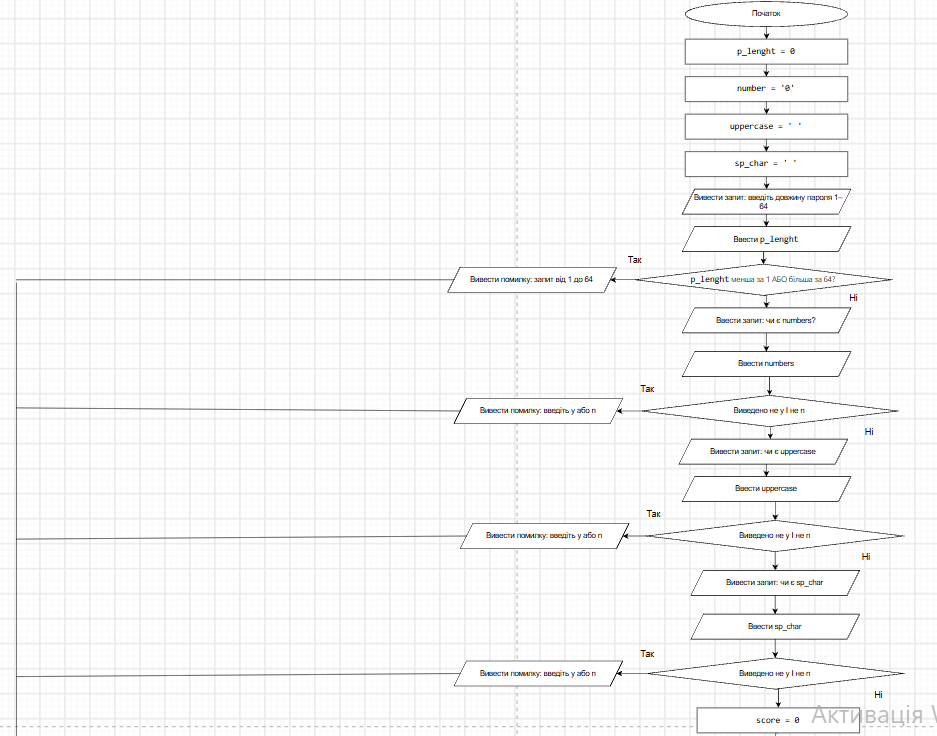 Початок
p_lenght = 0
number = '0'
uppercase = ' '
sp_char = ' '
Вивести запит: введіть довжину пароля 1–
64
Ввести p_lenght
Так
Вивести помилку: запит від 1 до 64
p_lenght менша за 1 АБО більша за 64?
Ні
Ввести запит: чи є numbers?
Ввести numbers
Так
Вивести помилку: введіть y або n
Виведено не y І не n
Ні
Вивести запит: чи є uppercase
Ввести uppercase
Так
Вивести помилку: введіть y або n
Виведено не y І не n
Ні
Вивести запит: чи є sp_char
Ввести sp_char
Так
Вивести помилку: введіть y або n
Виведено не y І не n
Ні
score = 0
Активація